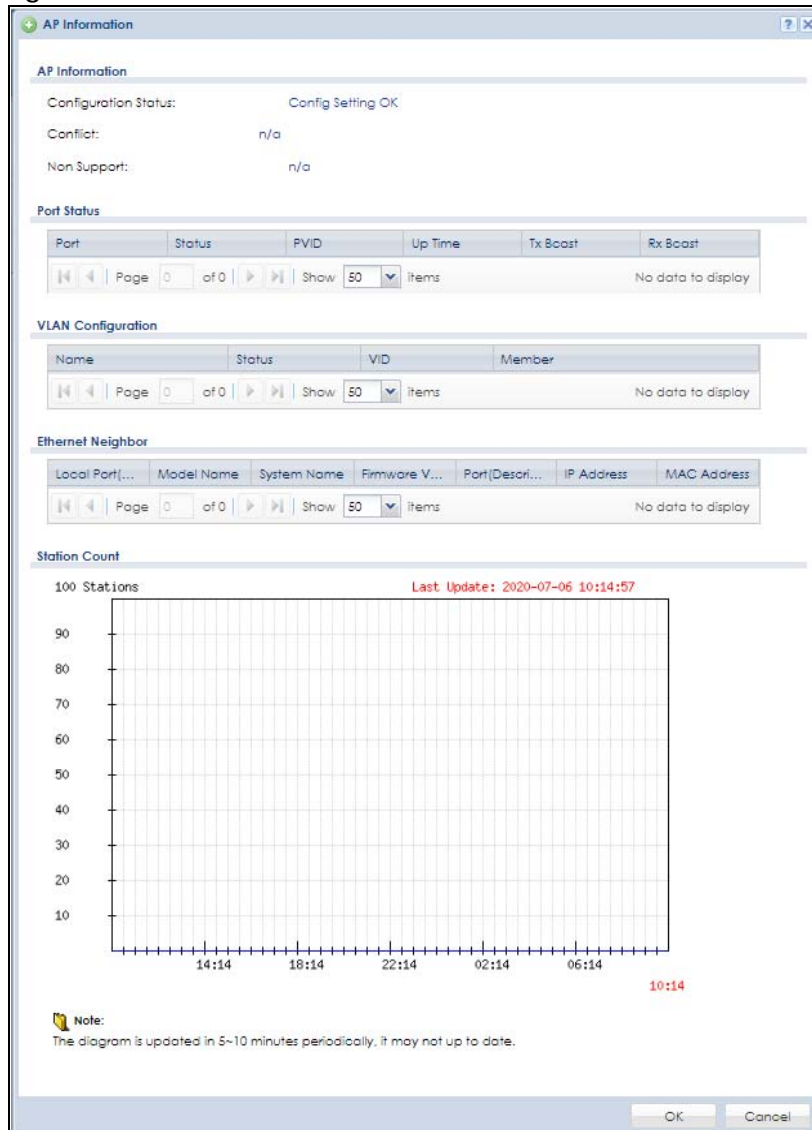 AP Information
AP Information
Configuration Status: Config Setting OK
Conflict: n/a
Non Support: n/a
Port Status
Port Status PVID Up Time Tx Bcast Rx Bcast
Page 0 of 0 Show 50 items No data to display
VLAN Configuration
Name Status VID Member
Page 0 of 0 Show 50 items No data to display
Ethernet Neighbor
Local Port(... Model Name System Name Firmware V... Port(Descri... IP Address MAC Address
Page 0 of 0 Show 50 items No data to display
Station Count
100 Stations Last Update: 2020-07-06 10:14:57
90
80
70
60
50
40
30
20
10
14:14 18:14 22:14 02:14 06:14
10:14
Note:
The diagram is updated in 5~10 minutes periodically, it may not up to date.
OK Cancel